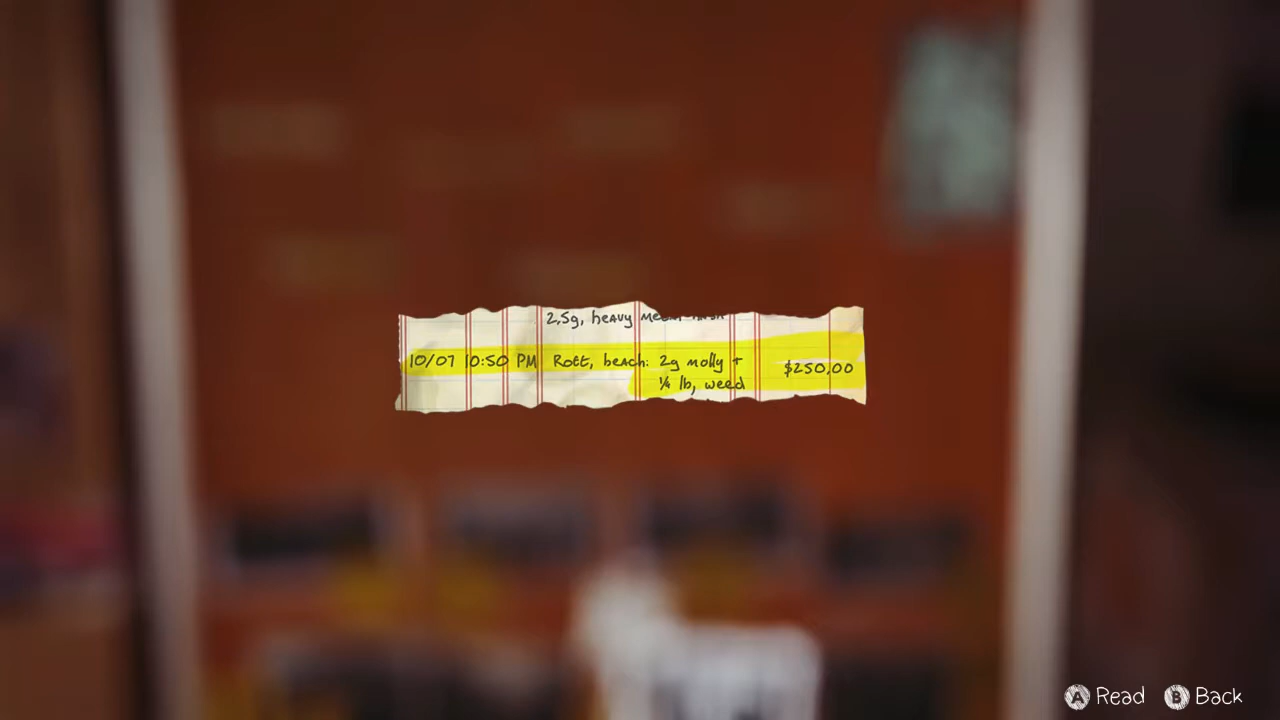 2.5g, heavy
10/07 10:50 PM Rott, beach: 2g molly + $250.00
1/4 lb, weed
A Read B Back